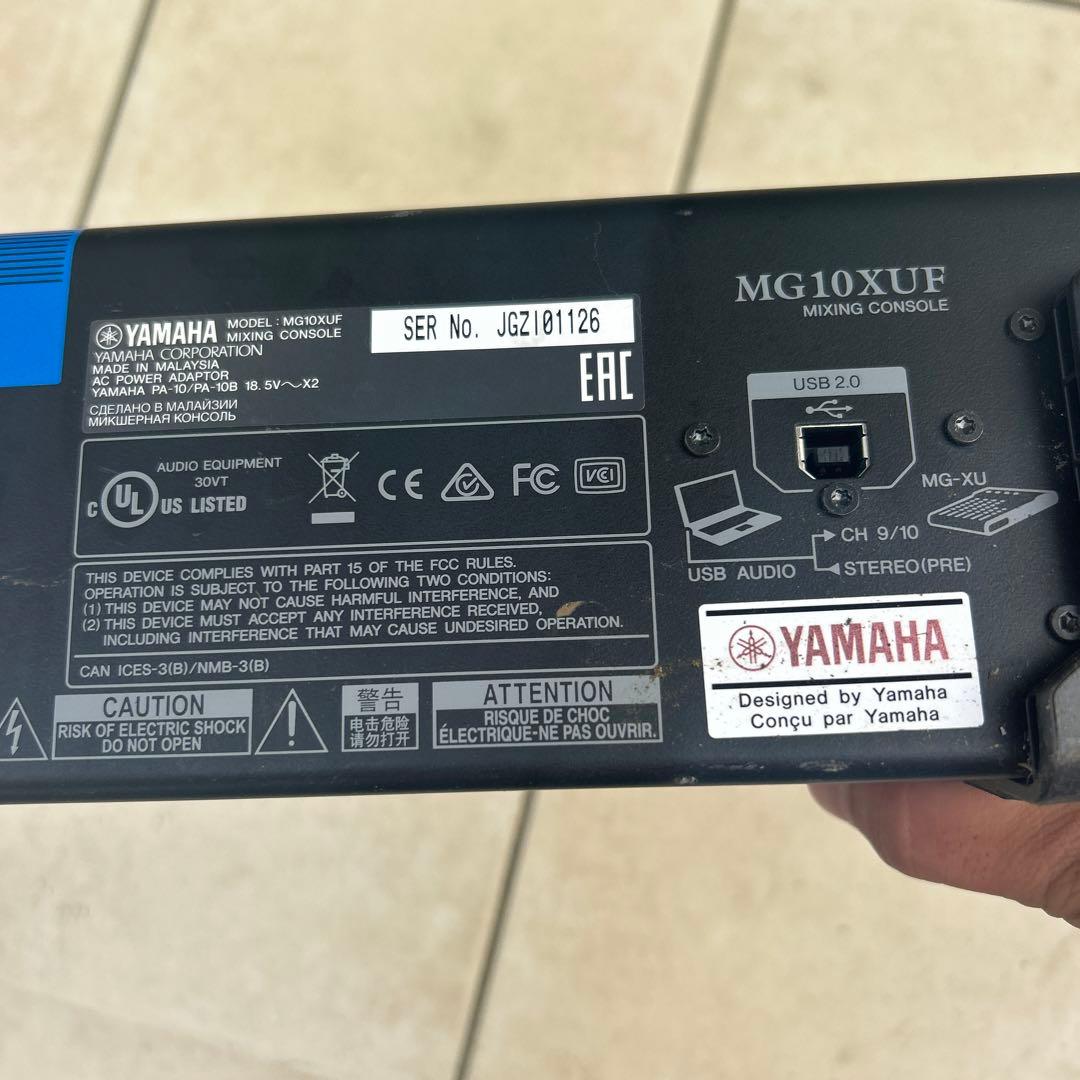 YAMAHA
MODEL : MG10XUF
MIXING CONSOLE
YAMAHA CORPORATION
MADE IN MALAYSIA
AC POWER ADAPTOR
YAMAHA PA-10/PA-10B 18.5V～X2
СДЕЛАНО В МАЛАЙЗИИ
МИКШЕРНАЯ КОНСОЛЬ
SER No. JGZI01126
EAC
C UL US LISTED
AUDIO EQUIPMENT
30VT
CE
FC
VCI
THIS DEVICE COMPLIES WITH PART 15 OF THE FCC RULES.
OPERATION IS SUBJECT TO THE FOLLOWING TWO CONDITIONS:
(1) THIS DEVICE MAY NOT CAUSE HARMFUL INTERFERENCE, AND
(2) THIS DEVICE MUST ACCEPT ANY INTERFERENCE RECEIVED,
INCLUDING INTERFERENCE THAT MAY CAUSE UNDESIRED OPERATION.
CAN ICES-3(B)/NMB-3(B)
CAUTION
RISK OF ELECTRIC SHOCK
DO NOT OPEN
警告
电击危险
请勿打开
ATTENTION
RISQUE DE CHOC
ÉLECTRIQUE-NE PAS OUVRIR.
MG10XUF
MIXING CONSOLE
USB 2.0
MG-XU
CH 9/10
USB AUDIO
STEREO(PRE)
YAMAHA
Designed by Yamaha
Conçu par Yamaha